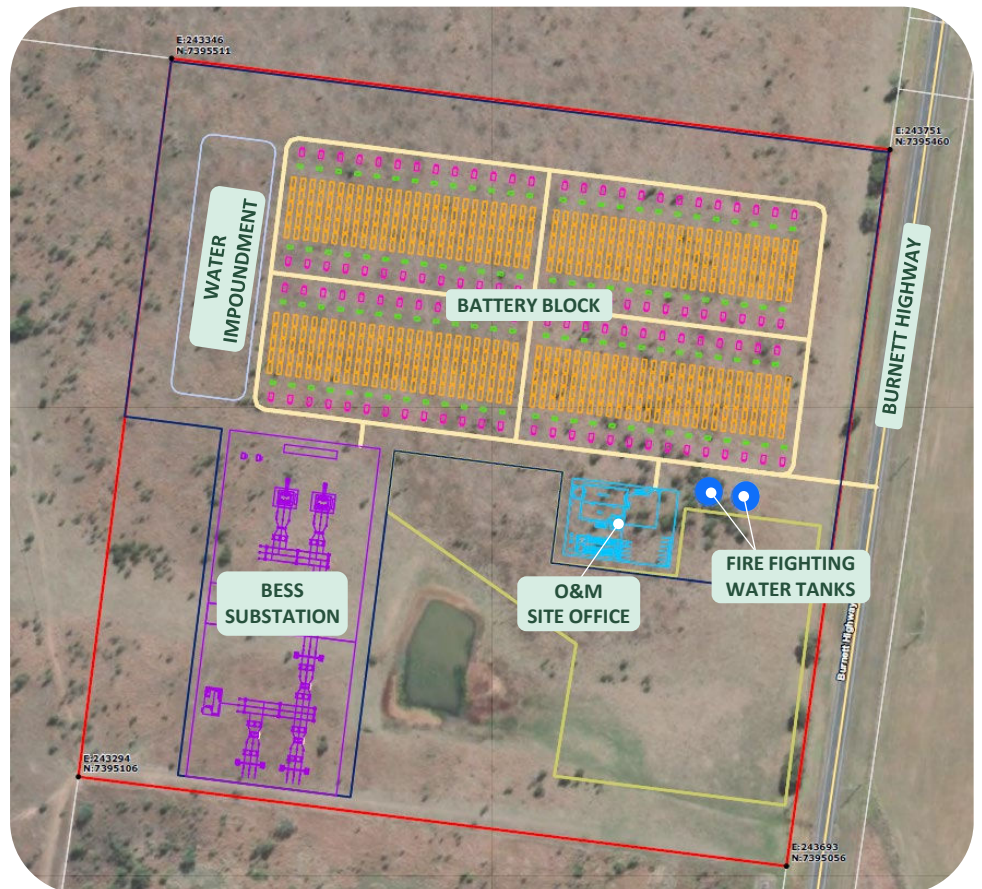 E:243346
N:7395511
E:243751
N:7395460
WATER
IMPOUNDMENT
BATTERY BLOCK
BURNETT HIGHWAY
BESS
SUBSTATION
O&M
SITE OFFICE
FIRE FIGHTING
WATER TANKS
Burnett Highway
E:243294
N:7395106
E:243693
N:7395056